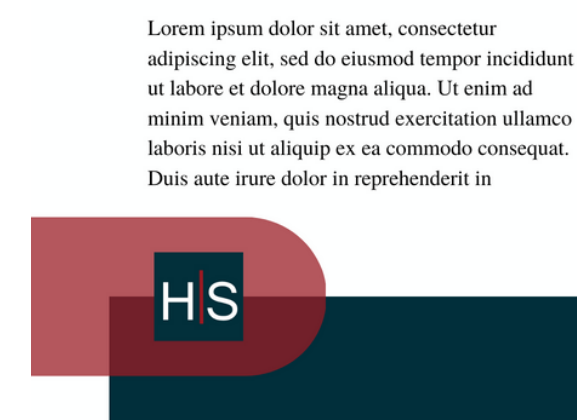 Lorem ipsum dolor sit amet, consectetur
adipiscing elit, sed do eiusmod tempor incididunt
ut labore et dolore magna aliqua. Ut enim ad
minim veniam, quis nostrud exercitation ullamco
laboris nisi ut aliquip ex ea commodo consequat.
Duis aute irure dolor in reprehenderit in
H|S